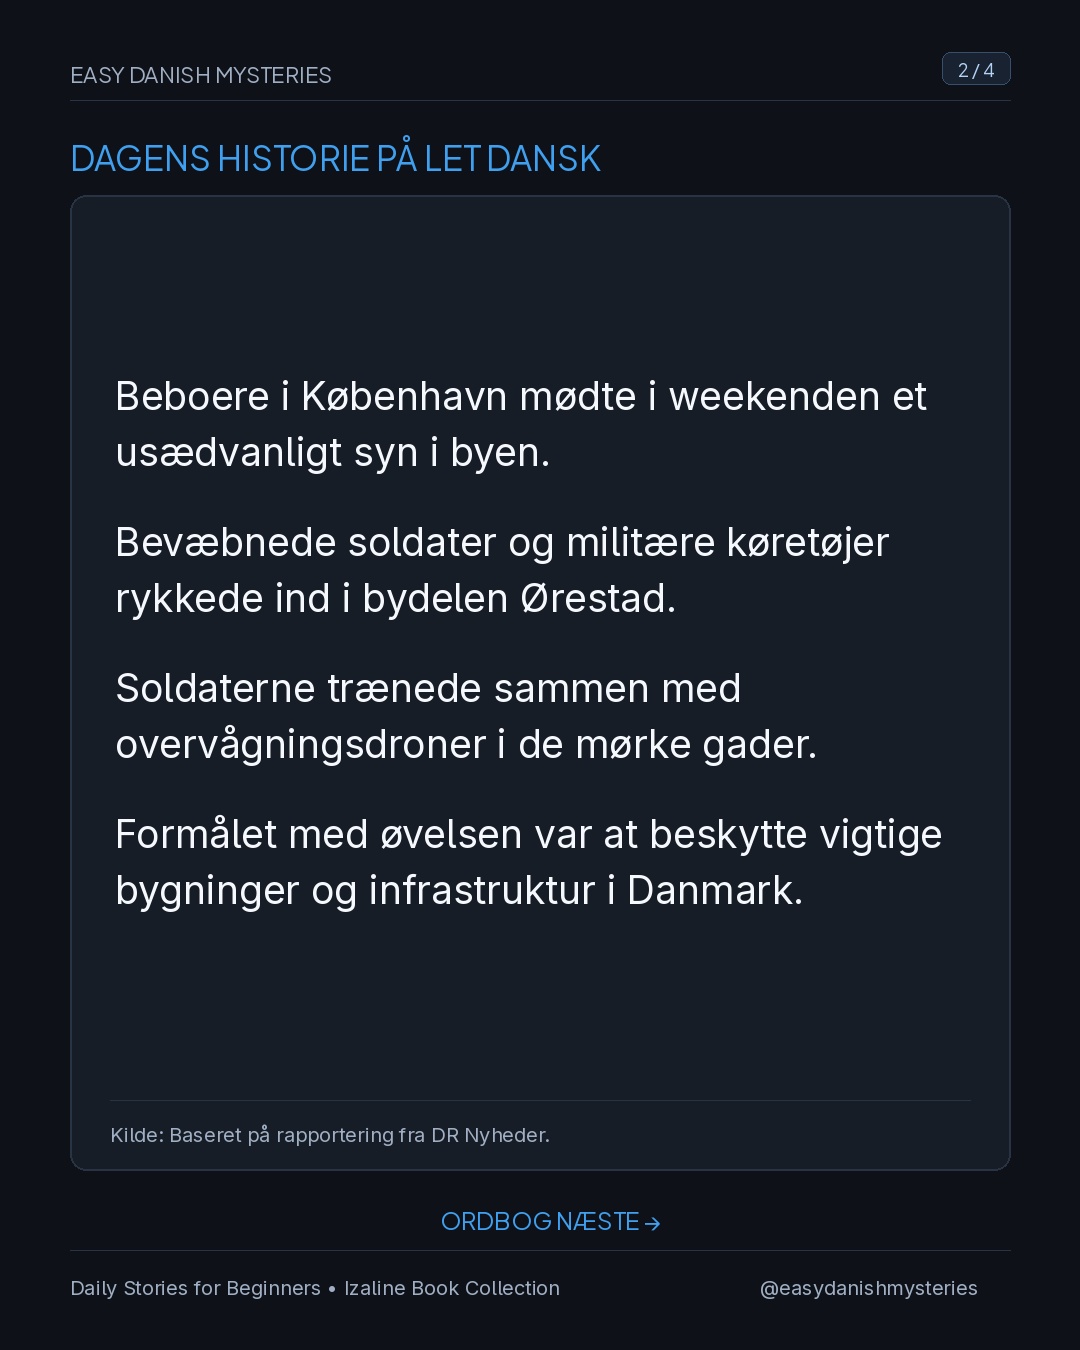 EASY DANISH MYSTERIES
2/4
DAGENS HISTORIE PÅ LET DANSK
Beboere i København mødte i weekenden et
usædvanligt syn i byen.
Bevæbnede soldater og militære køretøjer
rykkede ind i bydelen Ørestad.
Soldaterne trænede sammen med
overvågningsdroner i de mørke gader.
Formålet med øvelsen var at beskytte vigtige
bygninger og infrastruktur i Danmark.
Kilde: Baseret på rapportering fra DR Nyheder.
ORDBOG NÆSTE →
Daily Stories for Beginners • Izaline Book Collection
@easydanishmysteries